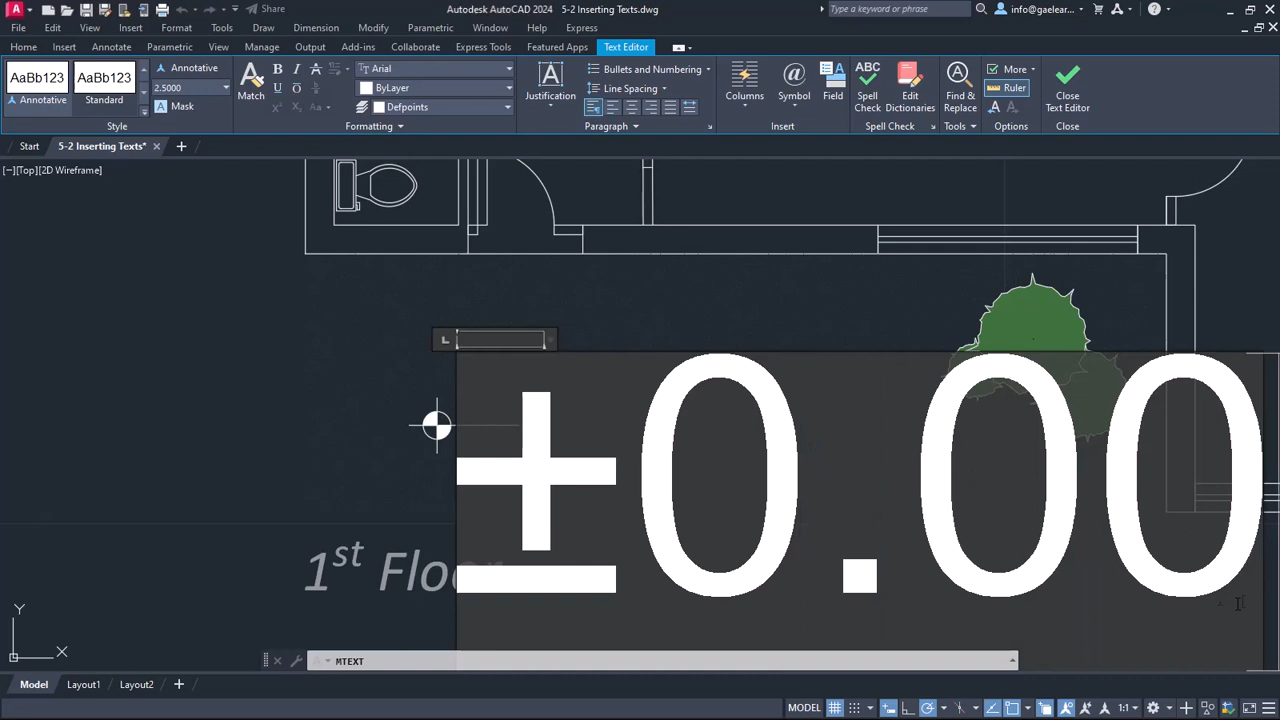 Share
Autodesk AutoCAD 2024 5-2 Inserting Texts.dwg
Type a keyword or phrase
info@gaelear...
File Edit View Insert Format Tools Draw Dimension Modify Parametric Window Help Express
Home Insert Annotate Parametric View Manage Output Add-ins Collaborate Express Tools Featured Apps Text Editor
AaBb123 AaBb123 Annotative
Annotative Standard 2.5000
Mask
Style
Match
B I A
U O
Aa
Arial
ByLayer
Defpoints
Formatting
Justification
Bullets and Numbering
Line Spacing
Paragraph
Columns Symbol Field
Insert
Spell Check Edit Dictionaries
Spell Check
Find & Replace
Tools
More
Ruler
Options
Close Text Editor
Close
Start 5-2 Inserting Texts*
[−][Top][2D Wireframe]
±0.00
1st Floor
Y
X
MTEXT
Model Layout1 Layout2
MODEL 1:1